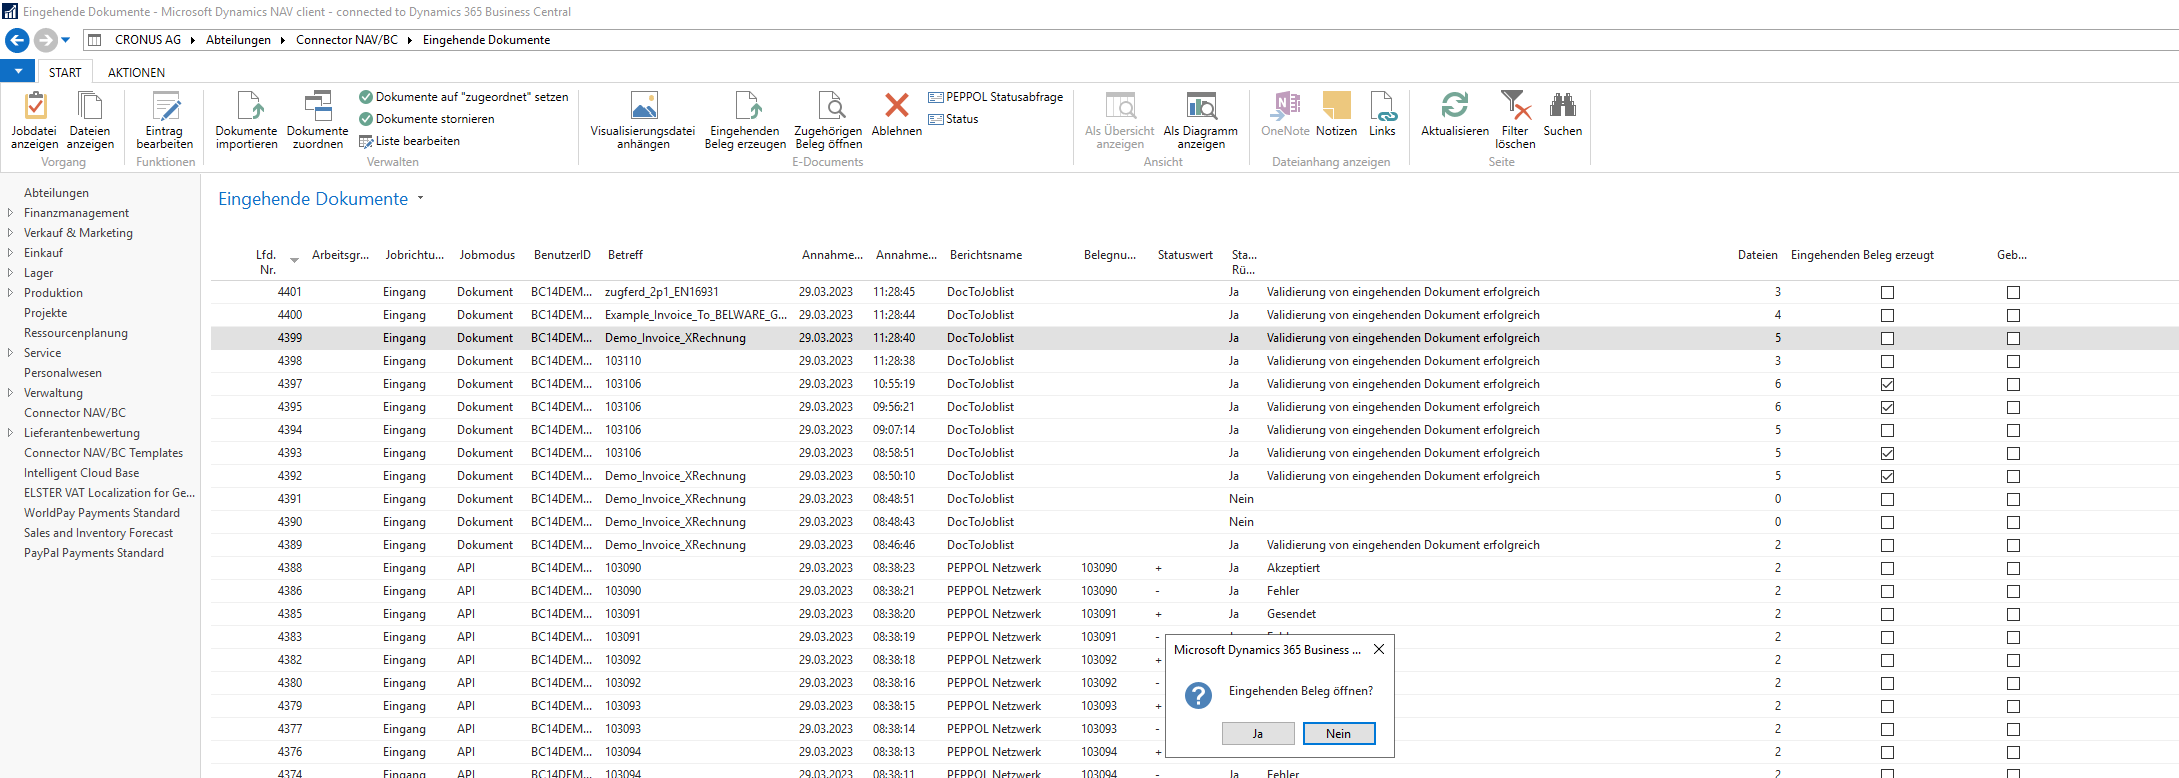 Eingehende Dokumente - Microsoft Dynamics NAV client - connected to Dynamics 365 Business Central
CRONUS AG Abteilungen Connector NAV/BC Eingehende Dokumente
START AKTIONEN
Jobdatei anzeigen
Dateien anzeigen
Vorgang
Eintrag bearbeiten
Funktionen
Dokumente importieren
Dokumente zuordnen
Dokumente auf "zugeordnet" setzen
Dokumente stornieren
Liste bearbeiten
Verwalten
Visualisierungsdatei anhängen
Eingehenden Beleg erzeugen
Zugehörigen Beleg öffnen
Ablehnen
PEPPOL Statusabfrage
Status
E-Documents
Als Übersicht anzeigen
Als Diagramm anzeigen
Ansicht
OneNote
Notizen
Links
Dateianhang anzeigen
Aktualisieren
Filter löschen
Suchen
Seite
Abteilungen
Finanzmanagement
Verkauf & Marketing
Einkauf
Lager
Produktion
Projekte
Ressourcenplanung
Service
Personalwesen
Verwaltung
Connector NAV/BC
Lieferantenbewertung
Connector NAV/BC Templates
Intelligent Cloud Base
ELSTER VAT Localization for Ge...
WorldPay Payments Standard
Sales and Inventory Forecast
PayPal Payments Standard
Eingehende Dokumente
Lfd. Nr. Arbeitsgr... Jobrichtu... Jobmodus BenutzerID Betreff Annahme... Annahme... Berichtsname Belegnu... Statuswert Sta... Rü... Dateien Eingehenden Beleg erzeugt Geb...
4401 Eingang Dokument BC14DEM... zugferd_2p1_EN16931 29.03.2023 11:28:45 DocToJoblist Ja Validierung von eingehenden Dokument erfolgreich 3
4400 Eingang Dokument BC14DEM... Example_Invoice_To_BELWARE_G... 29.03.2023 11:28:44 DocToJoblist Ja Validierung von eingehenden Dokument erfolgreich 4
4399 Eingang Dokument BC14DEM... Demo_Invoice_XRechnung 29.03.2023 11:28:40 DocToJoblist Ja Validierung von eingehenden Dokument erfolgreich 5
4398 Eingang Dokument BC14DEM... 103110 29.03.2023 11:28:38 DocToJoblist Ja Validierung von eingehenden Dokument erfolgreich 3
4397 Eingang Dokument BC14DEM... 103106 29.03.2023 10:55:19 DocToJoblist Ja Validierung von eingehenden Dokument erfolgreich 6
4395 Eingang Dokument BC14DEM... 103106 29.03.2023 09:56:21 DocToJoblist Ja Validierung von eingehenden Dokument erfolgreich 6
4394 Eingang Dokument BC14DEM... 103106 29.03.2023 09:07:14 DocToJoblist Ja Validierung von eingehenden Dokument erfolgreich 5
4393 Eingang Dokument BC14DEM... 103106 29.03.2023 08:58:51 DocToJoblist Ja Validierung von eingehenden Dokument erfolgreich 5
4392 Eingang Dokument BC14DEM... Demo_Invoice_XRechnung 29.03.2023 08:50:10 DocToJoblist Ja Validierung von eingehenden Dokument erfolgreich 5
4391 Eingang Dokument BC14DEM... Demo_Invoice_XRechnung 29.03.2023 08:48:51 DocToJoblist Nein 0
4390 Eingang Dokument BC14DEM... Demo_Invoice_XRechnung 29.03.2023 08:48:43 DocToJoblist Nein 0
4389 Eingang Dokument BC14DEM... Demo_Invoice_XRechnung 29.03.2023 08:46:46 DocToJoblist Ja Validierung von eingehenden Dokument erfolgreich 2
4388 Eingang API BC14DEM... 103090 29.03.2023 08:38:23 PEPPOL Netzwerk 103090 + Ja Akzeptiert 2
4386 Eingang API BC14DEM... 103090 29.03.2023 08:38:21 PEPPOL Netzwerk 103090 - Ja Fehler 2
4385 Eingang API BC14DEM... 103091 29.03.2023 08:38:20 PEPPOL Netzwerk 103091 + Ja Gesendet 2
4383 Eingang API BC14DEM... 103091 29.03.2023 08:38:19 PEPPOL Netzwerk 103091 - 2
4382 Eingang API BC14DEM... 103092 29.03.2023 08:38:18 PEPPOL Netzwerk 103092 + 2
4380 Eingang API BC14DEM... 103092 29.03.2023 08:38:16 PEPPOL Netzwerk 103092 - 2
4379 Eingang API BC14DEM... 103093 29.03.2023 08:38:15 PEPPOL Netzwerk 103093 + 2
4377 Eingang API BC14DEM... 103093 29.03.2023 08:38:14 PEPPOL Netzwerk 103093 - 2
4376 Eingang API BC14DEM... 103094 29.03.2023 08:38:13 PEPPOL Netzwerk 103094 + 2
4374 Eingang API BC14DEM... 103094 29.03.2023 08:38:11 PEPPOL Netzwerk 103094 - Ja Fehler 2
Microsoft Dynamics 365 Business ...
Eingehenden Beleg öffnen?
Ja Nein